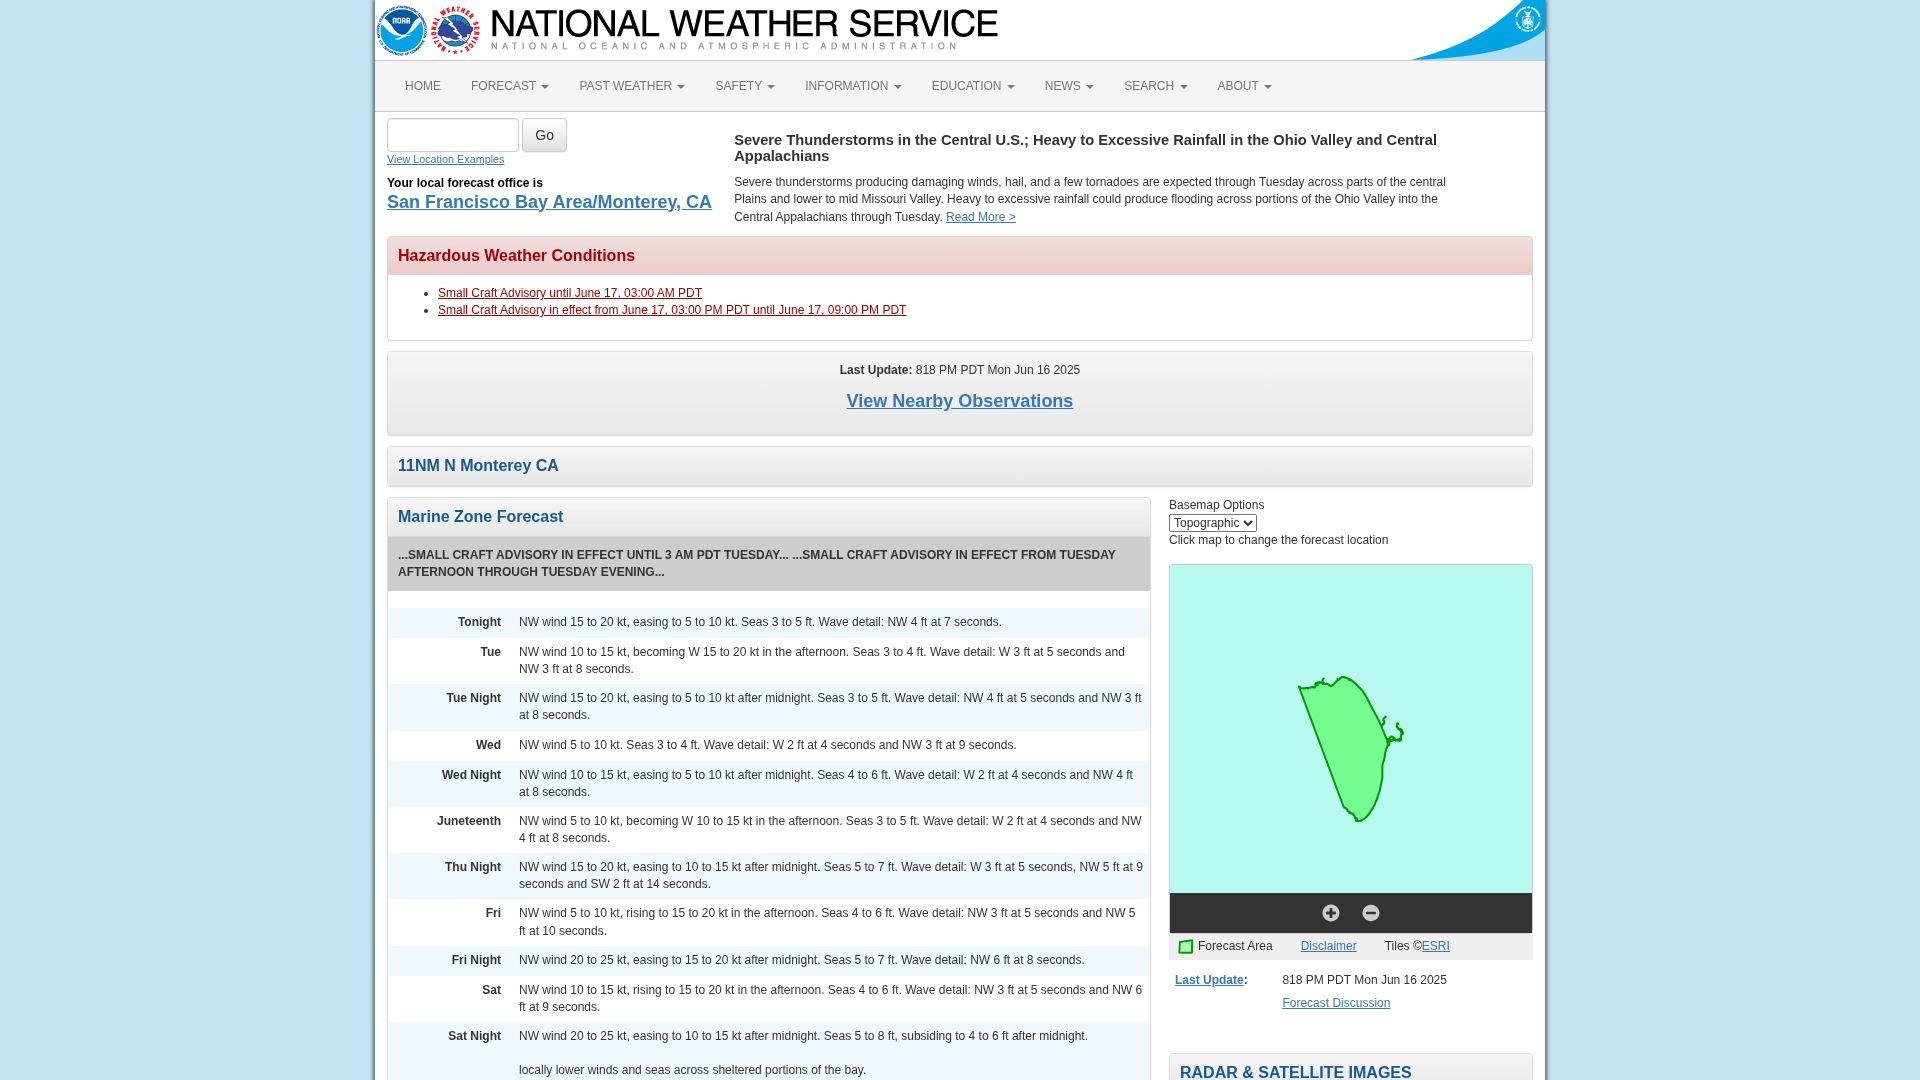 NATIONAL WEATHER SERVICE
NATIONAL OCEANIC AND ATMOSPHERIC ADMINISTRATION
HOME FORECAST PAST WEATHER SAFETY INFORMATION EDUCATION NEWS SEARCH ABOUT
Go
View Location Examples
Your local forecast office is
San Francisco Bay Area/Monterey, CA
Severe Thunderstorms in the Central U.S.; Heavy to Excessive Rainfall in the Ohio Valley and Central
Appalachians
Severe thunderstorms producing damaging winds, hail, and a few tornadoes are expected through Tuesday across parts of the central
Plains and lower to mid Missouri Valley. Heavy to excessive rainfall could produce flooding across portions of the Ohio Valley into the
Central Appalachians through Tuesday. Read More >
Hazardous Weather Conditions
Small Craft Advisory until June 17, 03:00 AM PDT
Small Craft Advisory in effect from June 17, 03:00 PM PDT until June 17, 09:00 PM PDT
Last Update: 818 PM PDT Mon Jun 16 2025
View Nearby Observations
11NM N Monterey CA
Marine Zone Forecast
...SMALL CRAFT ADVISORY IN EFFECT UNTIL 3 AM PDT TUESDAY... ...SMALL CRAFT ADVISORY IN EFFECT FROM TUESDAY
AFTERNOON THROUGH TUESDAY EVENING...
Tonight NW wind 15 to 20 kt, easing to 5 to 10 kt. Seas 3 to 5 ft. Wave detail: NW 4 ft at 7 seconds.
Tue NW wind 10 to 15 kt, becoming W 15 to 20 kt in the afternoon. Seas 3 to 4 ft. Wave detail: W 3 ft at 5 seconds and
NW 3 ft at 8 seconds.
Tue Night NW wind 15 to 20 kt, easing to 5 to 10 kt after midnight. Seas 3 to 5 ft. Wave detail: NW 4 ft at 5 seconds and NW 3 ft
at 8 seconds.
Wed NW wind 5 to 10 kt. Seas 3 to 4 ft. Wave detail: W 2 ft at 4 seconds and NW 3 ft at 9 seconds.
Wed Night NW wind 10 to 15 kt, easing to 5 to 10 kt after midnight. Seas 4 to 6 ft. Wave detail: W 2 ft at 4 seconds and NW 4 ft
at 8 seconds.
Juneteenth NW wind 5 to 10 kt, becoming W 10 to 15 kt in the afternoon. Seas 3 to 5 ft. Wave detail: W 2 ft at 4 seconds and NW
4 ft at 8 seconds.
Thu Night NW wind 15 to 20 kt, easing to 10 to 15 kt after midnight. Seas 5 to 7 ft. Wave detail: W 3 ft at 5 seconds, NW 5 ft at 9
seconds and SW 2 ft at 14 seconds.
Fri NW wind 5 to 10 kt, rising to 15 to 20 kt in the afternoon. Seas 4 to 6 ft. Wave detail: NW 3 ft at 5 seconds and NW 5
ft at 10 seconds.
Fri Night NW wind 20 to 25 kt, easing to 15 to 20 kt after midnight. Seas 5 to 7 ft. Wave detail: NW 6 ft at 8 seconds.
Sat NW wind 10 to 15 kt, rising to 15 to 20 kt in the afternoon. Seas 4 to 6 ft. Wave detail: NW 3 ft at 5 seconds and NW 6
ft at 9 seconds.
Sat Night NW wind 20 to 25 kt, easing to 10 to 15 kt after midnight. Seas 5 to 8 ft, subsiding to 4 to 6 ft after midnight.
locally lower winds and seas across sheltered portions of the bay.
Basemap Options
Topographic
Click map to change the forecast location
Forecast Area Disclaimer Tiles ©ESRI
Last Update: 818 PM PDT Mon Jun 16 2025
Forecast Discussion
RADAR & SATELLITE IMAGES